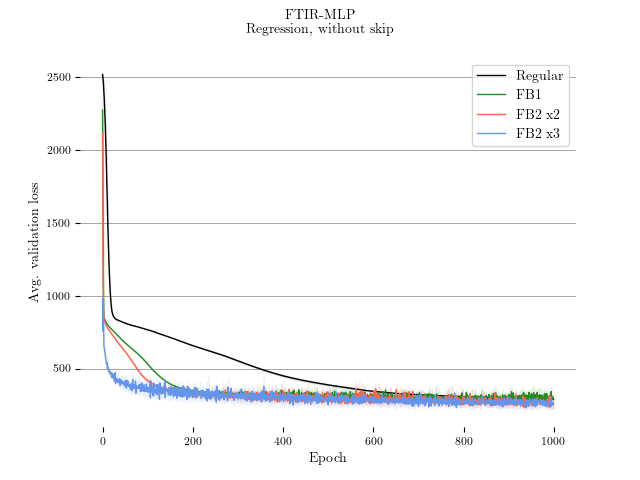 FTIR-MLP
Regression, without skip
Regular
FB1
FB2 x2
FB2 x3
Avg. validation loss
2500
2000
1500
1000
500
0
200
400
600
800
1000
Epoch